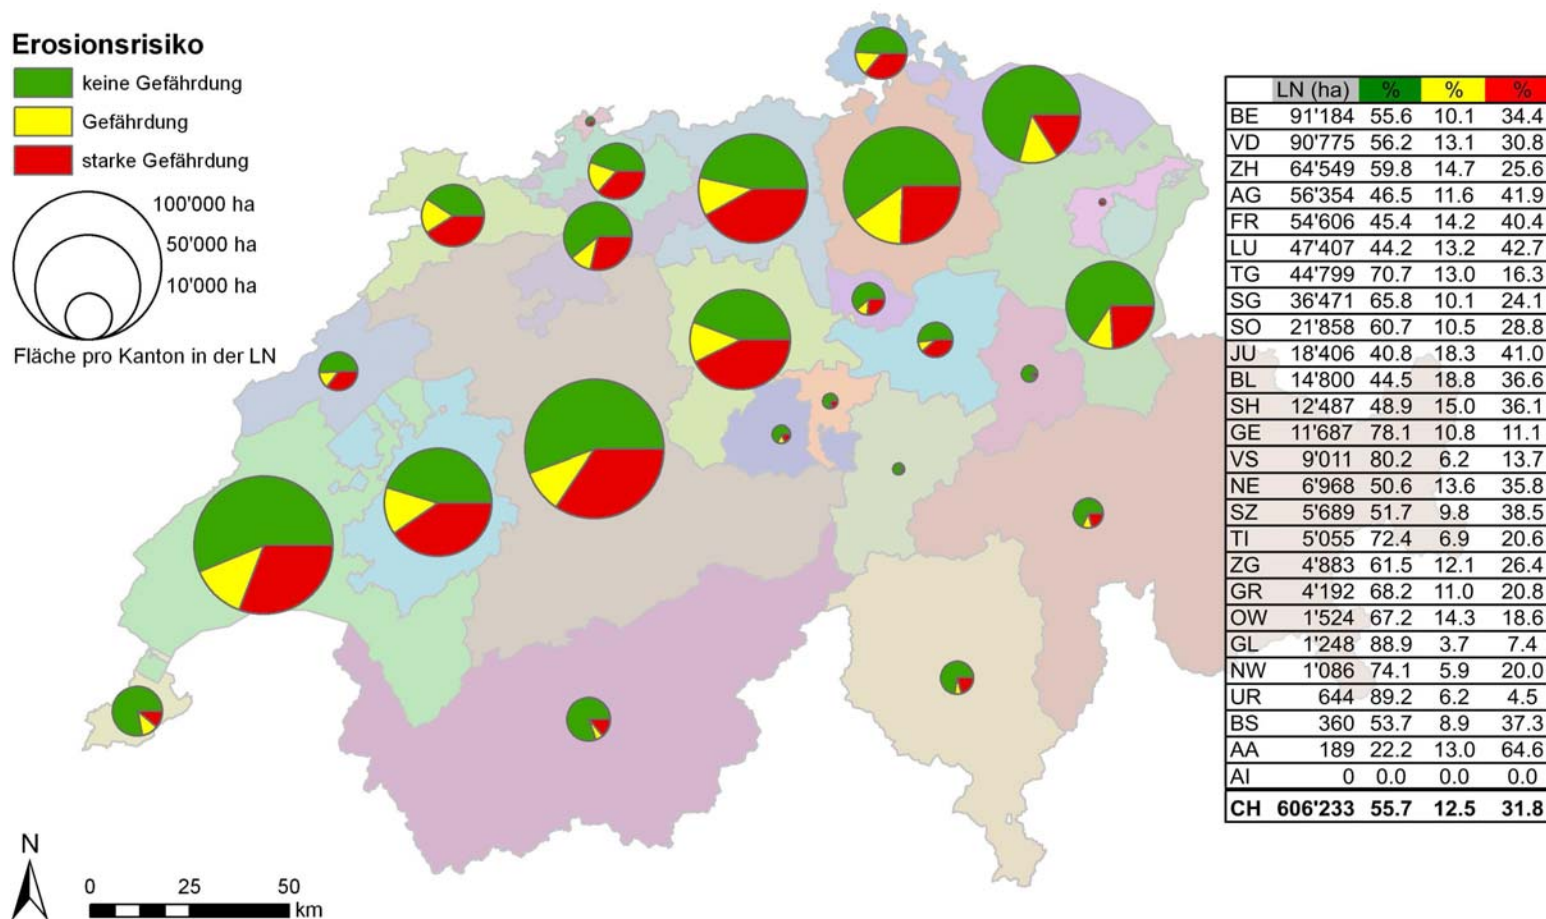 Erosionsrisiko
keine Gefährdung
Gefährdung
starke Gefährdung
100'000 ha
50'000 ha
10'000 ha
Fläche pro Kanton in der LN
LN (ha) % % %
BE 91'184 55.6 10.1 34.4
VD 90'775 56.2 13.1 30.8
ZH 64'549 59.8 14.7 25.6
AG 56'354 46.5 11.6 41.9
FR 54'606 45.4 14.2 40.4
LU 47'407 44.2 13.2 42.7
TG 44'799 70.7 13.0 16.3
SG 36'471 65.8 10.1 24.1
SO 21'858 60.7 10.5 28.8
JU 18'406 40.8 18.3 41.0
BL 14'800 44.5 18.8 36.6
SH 12'487 48.9 15.0 36.1
GE 11'687 78.1 10.8 11.1
VS 9'011 80.2 6.2 13.7
NE 6'968 50.6 13.6 35.8
SZ 5'689 51.7 9.8 38.5
TI 5'055 72.4 6.9 20.6
ZG 4'883 61.5 12.1 26.4
GR 4'192 68.2 11.0 20.8
OW 1'524 67.2 14.3 18.6
GL 1'248 88.9 3.7 7.4
NW 1'086 74.1 5.9 20.0
UR 644 89.2 6.2 4.5
BS 360 53.7 8.9 37.3
AA 189 22.2 13.0 64.6
AI 0 0.0 0.0 0.0
CH 606'233 55.7 12.5 31.8
N
0 25 50
km